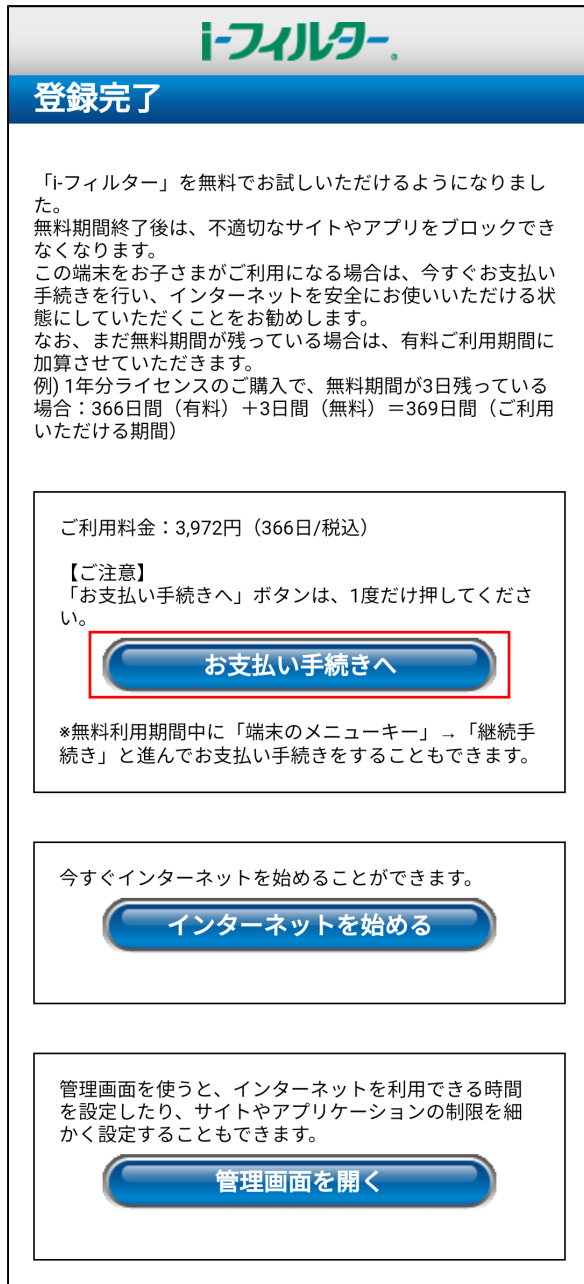 i-フィルター.
登録完了
「i-フィルター」を無料でお試しいただけるようになりまし
た。
無料期間終了後は、不適切なサイトやアプリをブロックでき
なくなります。
この端末をお子さまがご利用になる場合は、今すぐお支払い
手続きを行い、インターネットを安全にお使いいただける状
態にしていただくことをお勧めします。
なお、まだ無料期間が残っている場合は、有料ご利用期間に
加算させていただきます。
例) 1年分ライセンスのご購入で、無料期間が3日残っている
場合：366日間（有料）＋3日間（無料）＝369日間（ご利用
いただける期間）
ご利用料金：3,972円（366日/税込）
【ご注意】
「お支払い手続きへ」ボタンは、1度だけ押してくださ
い。
お支払い手続きへ
※無料利用期間中に「端末のメニューキー」→「継続手
続き」と進んでお支払い手続きをすることもできます。
今すぐインターネットを始めることができます。
インターネットを始める
管理画面を使うと、インターネットを利用できる時間
を設定したり、サイトやアプリケーションの制限を細
かく設定することもできます。
管理画面を開く